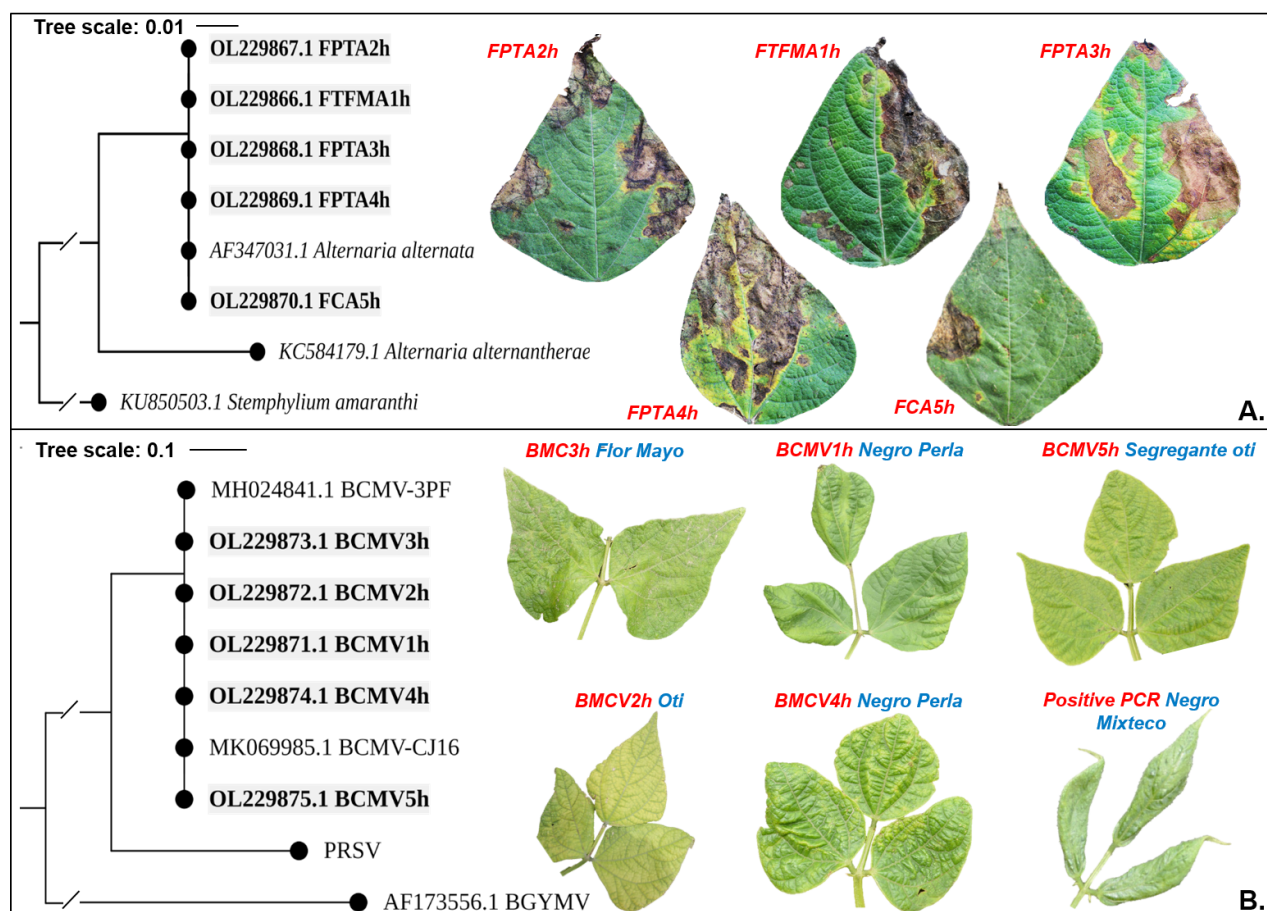 Tree scale: 0.01
OL229867.1 FPTA2h
OL229866.1 FTFMA1h
OL229868.1 FPTA3h
OL229869.1 FPTA4h
AF347031.1 Alternaria alternata
OL229870.1 FCA5h
KC584179.1 Alternaria alternantherae
KU850503.1 Stemphylium amaranthi
FPTA2h
FTFMA1h
FPTA3h
FPTA4h
FCA5h
A.
Tree scale: 0.1
MH024841.1 BCMV-3PF
OL229873.1 BCMV3h
OL229872.1 BCMV2h
OL229871.1 BCMV1h
OL229874.1 BCMV4h
MK069985.1 BCMV-CJ16
OL229875.1 BCMV5h
PRSV
AF173556.1 BGYMV
BMC3h Flor Mayo
BCMV1h Negro Perla
BCMV5h Segregante oti
BMCV2h Oti
BMCV4h Negro Perla
Positive PCR Negro
Mixteco
B.